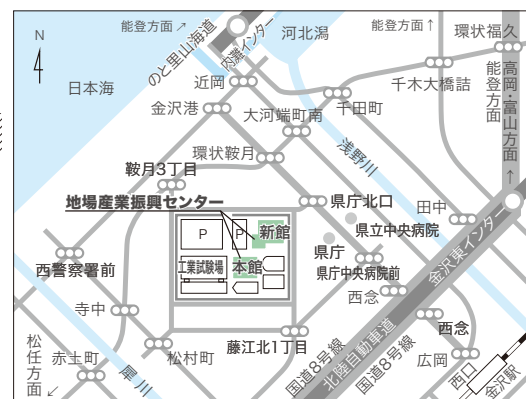 N
能登方面↗
のと里山海道
内灘インター
河北潟
能登方面↑
環状福久
日本海
近岡
千木大橋詰
高岡・富山方面↑
能登方面
金沢港
大河端町南
千田町
環状鞍月
浅野川
鞍月3丁目
地場産業振興センター
県庁北口
田中
P
P
新館
県立中央病院
県庁
金沢東インター
西警察署前
工業試験場
本館
県庁中央病院前
西念
寺中
西念
松任方面↙
赤土町
松村町
藤江北1丁目
犀川
国道8号線
北陸自動車道
国道8号線
広岡
西口
金沢駅